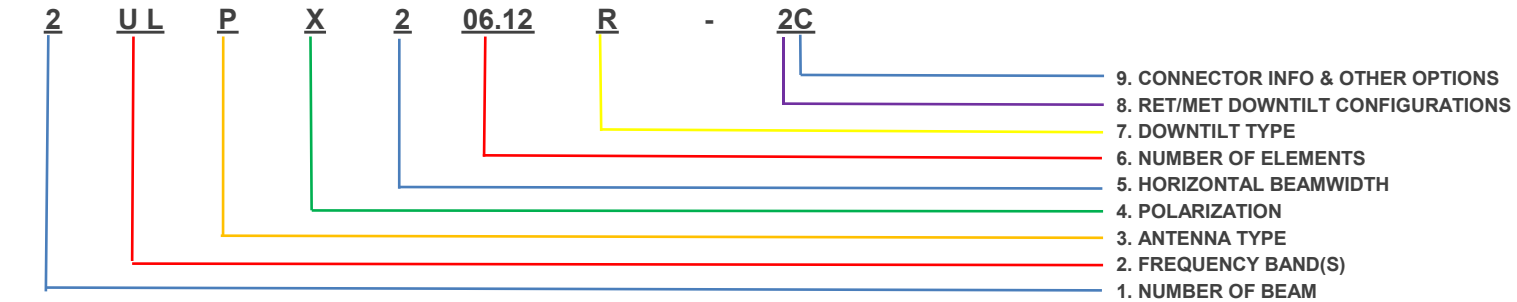 2 U L P X 2 06.12 R - 2C
9. CONNECTOR INFO & OTHER OPTIONS
8. RET/MET DOWNTILT CONFIGURATIONS
7. DOWNTILT TYPE
6. NUMBER OF ELEMENTS
5. HORIZONTAL BEAMWIDTH
4. POLARIZATION
3. ANTENNA TYPE
2. FREQUENCY BAND(S)
1. NUMBER OF BEAM